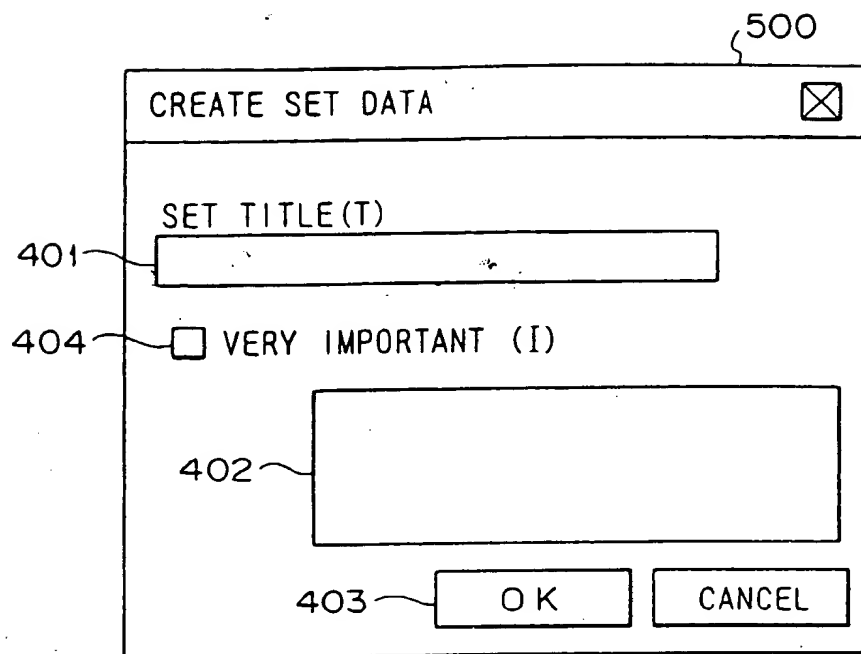 500
CREATE SET DATA
SET TITLE(T)
401
404 VERY IMPORTANT (I)
402
403 OK CANCEL